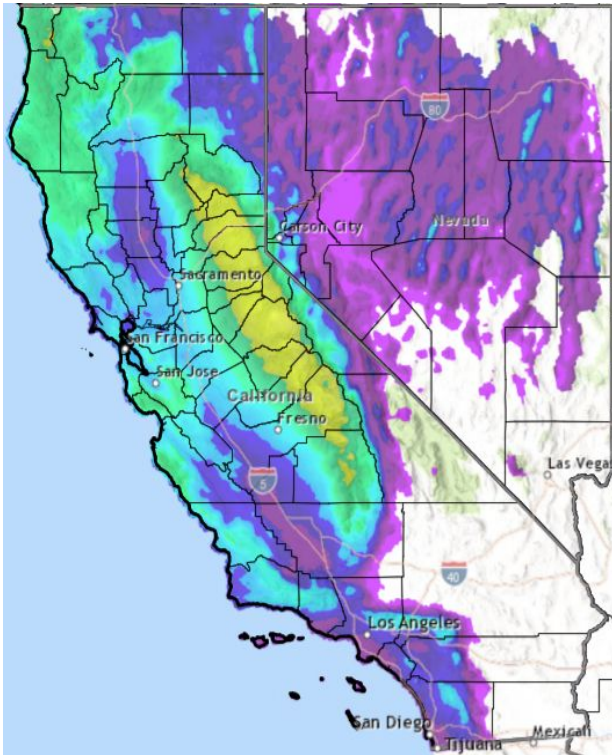 80
Carson City
Nevada
Sacramento
San Francisco
San Jose
California
Fresno
5
Las Vegas
40
Los Angeles
San Diego
Tijuana
Mexicali